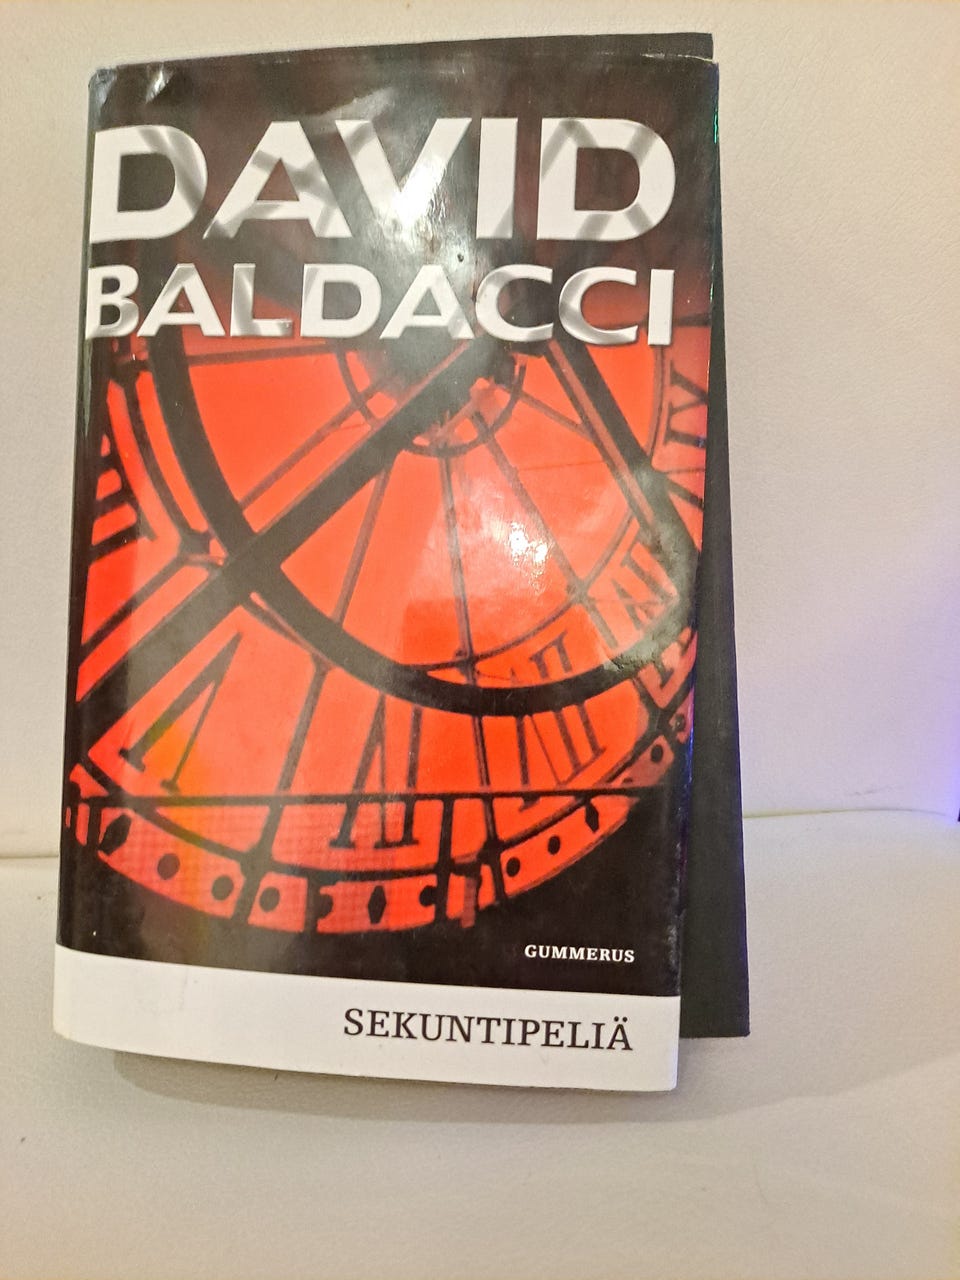 DAVID
BALDACCI
GUMMERUS
SEKUNTIPELIÄ